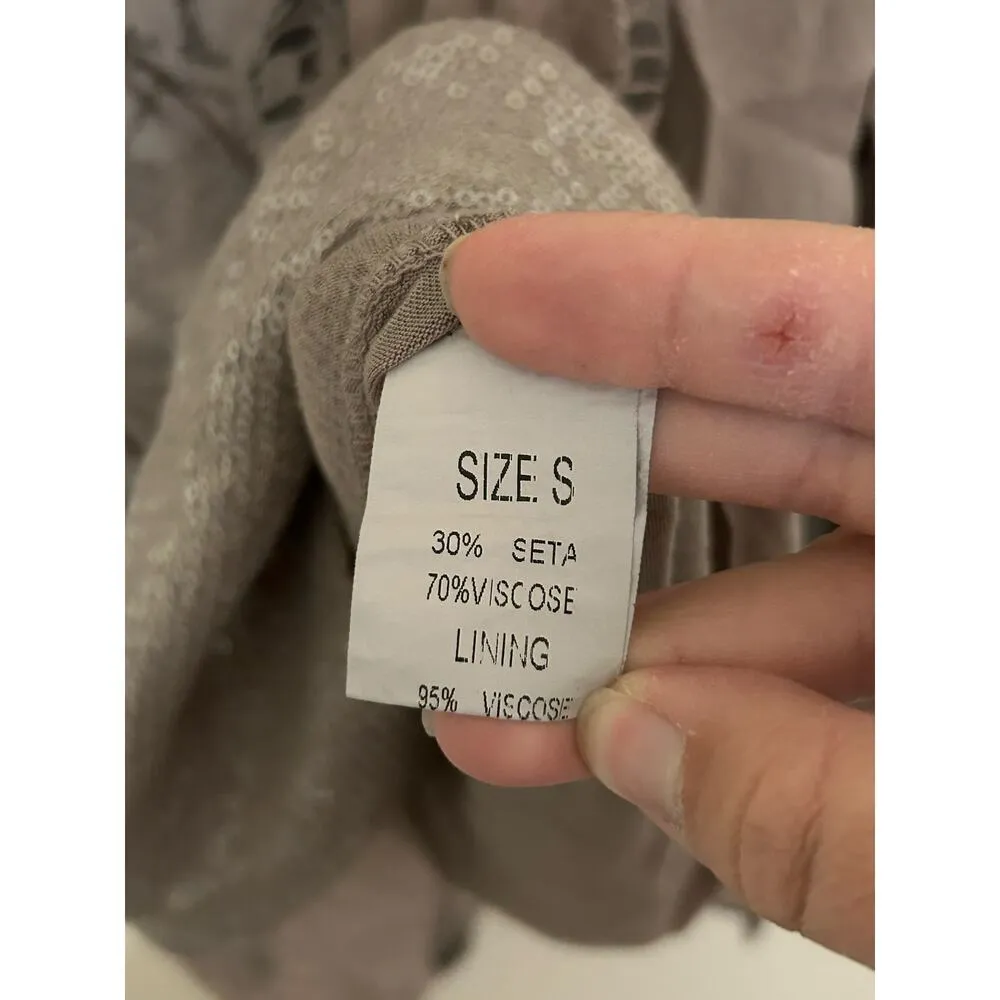 SIZE. S
30% SETA
70%VISCOSE
LINING
95% VISCOSE